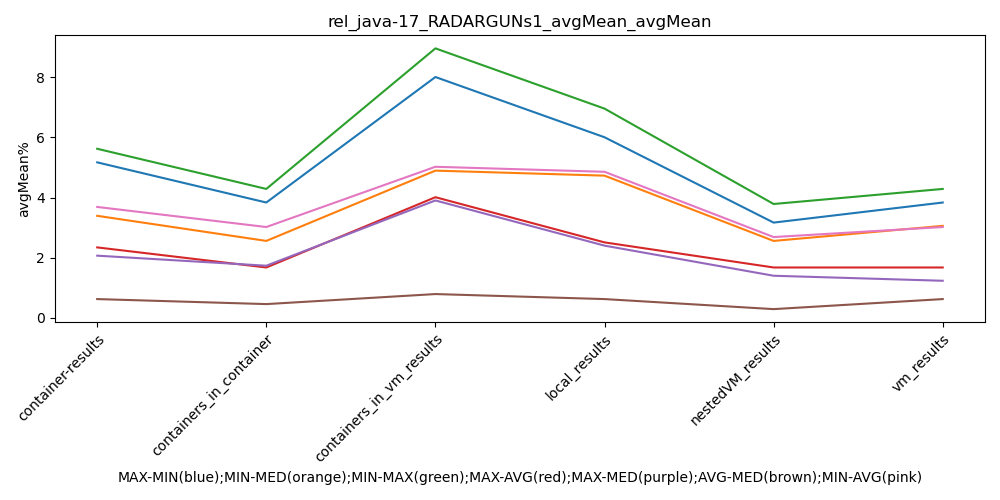 rel_java-17_RADARGUNs1_avgMean_avgMean
avgMean%
8
6
4
2
0
container-results
containers_in_container
containers_in_vm_results
local_results
nestedVM_results
vm_results
MAX-MIN(blue);MIN-MED(orange);MIN-MAX(green);MAX-AVG(red);MAX-MED(purple);AVG-MED(brown);MIN-AVG(pink)